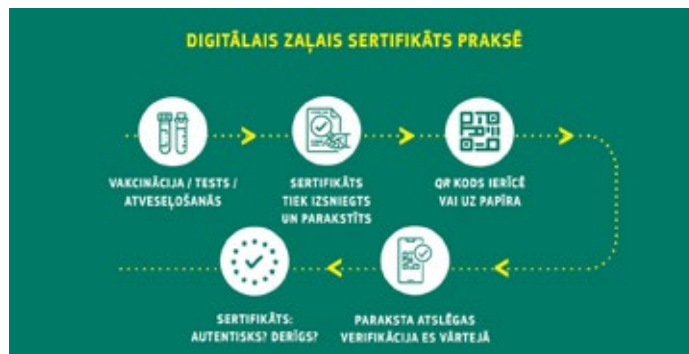 DIGITĀLAIS ZAĻAIS SERTIFIKĀTS PRAKSĒ
VAKCINĀCIJA / TESTS /
ATVESEĻOŠANĀS
SERTIFIKĀTS
TIEK IZSNIEGTS
UN PARAKSTĪTS
QR KODS IERĪCĒ
VAI UZ PAPĪRA
PARAKSTA ATSLĒGAS
VERIFIKĀCIJA ES VĀRTEJĀ
SERTIFIKĀTS:
AUTENTISKS? DERĪGS?